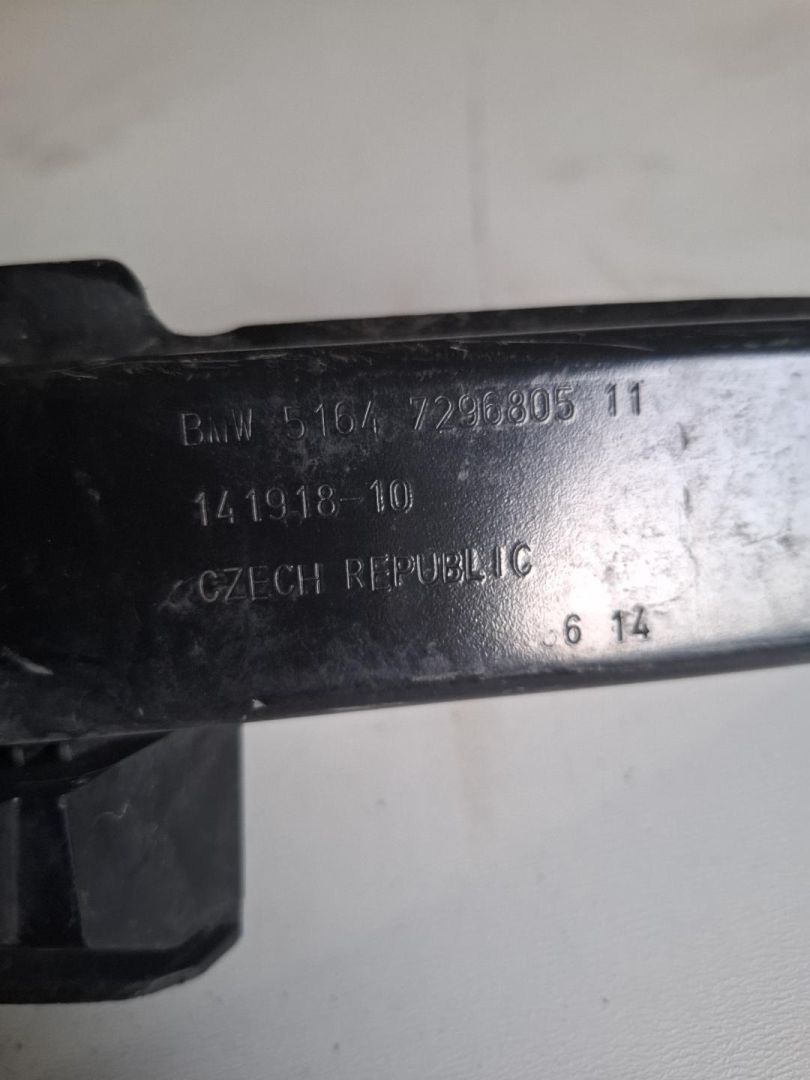 BMW 5164 7296805 11
141918-10
CZECH REPUBLIC
6 14